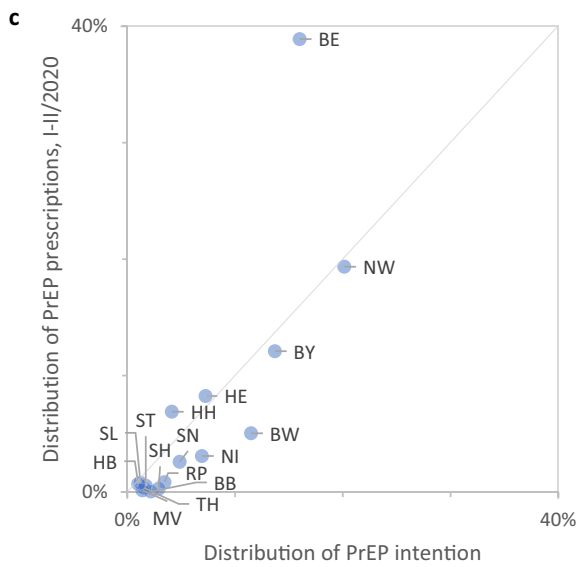 c
40%
BE
Distribution of PrEP prescriptions, I-II/2020
NW
BY
HE
HH
ST
SL
SN
BW
SH
NI
HB
RP
BB
0%
TH
MV
0%
40%
Distribution of PrEP intention